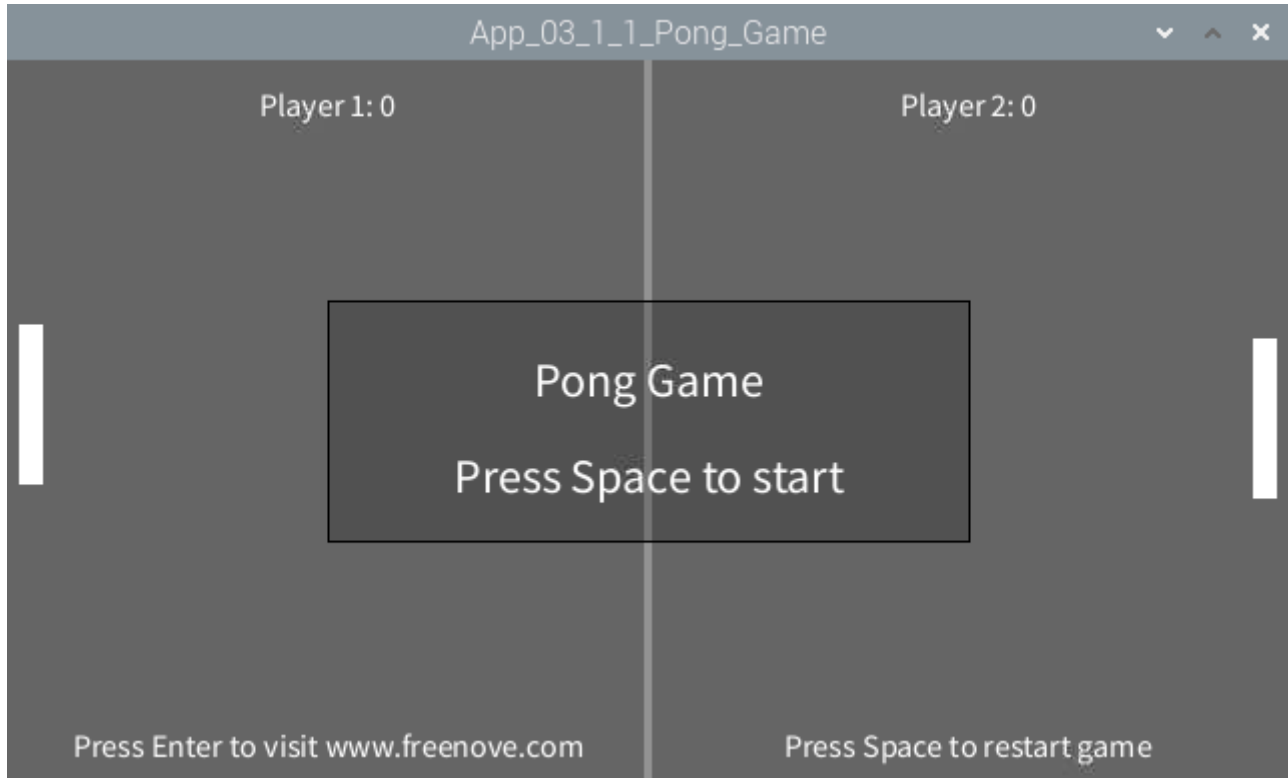 App_03_1_1_Pong_Game
Player 1: 0
Player 2: 0
Pong Game
Press Space to start
Press Enter to visit www.freenove.com
Press Space to restart game